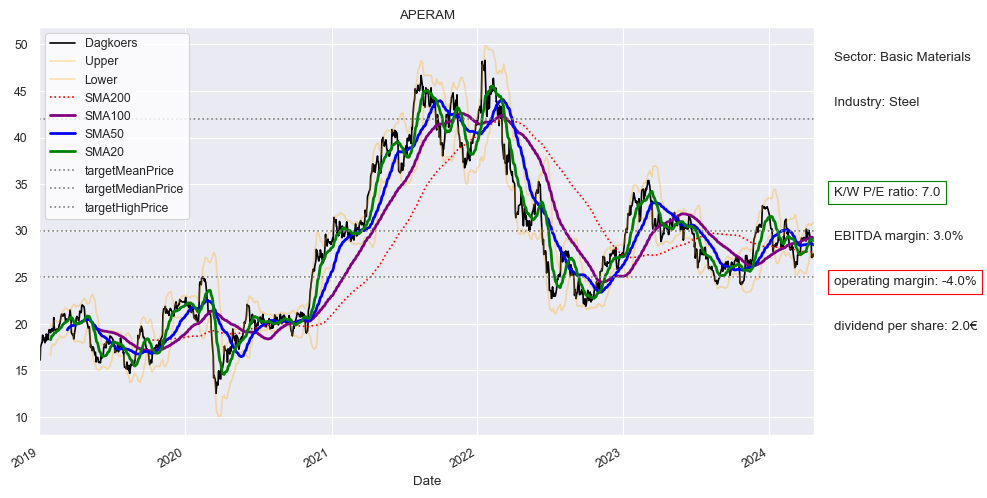 APERAM
50
45
40
35
30
25
20
15
10
Dagkoers
Upper
Lower
SMA200
SMA100
SMA50
SMA20
targetMeanPrice
targetMedianPrice
targetHighPrice
2019
2020
2021
2022
2023
2024
Date
Sector: Basic Materials
Industry: Steel
K/W P/E ratio: 7.0
EBITDA margin: 3.0%
operating margin: -4.0%
dividend per share: 2.0€